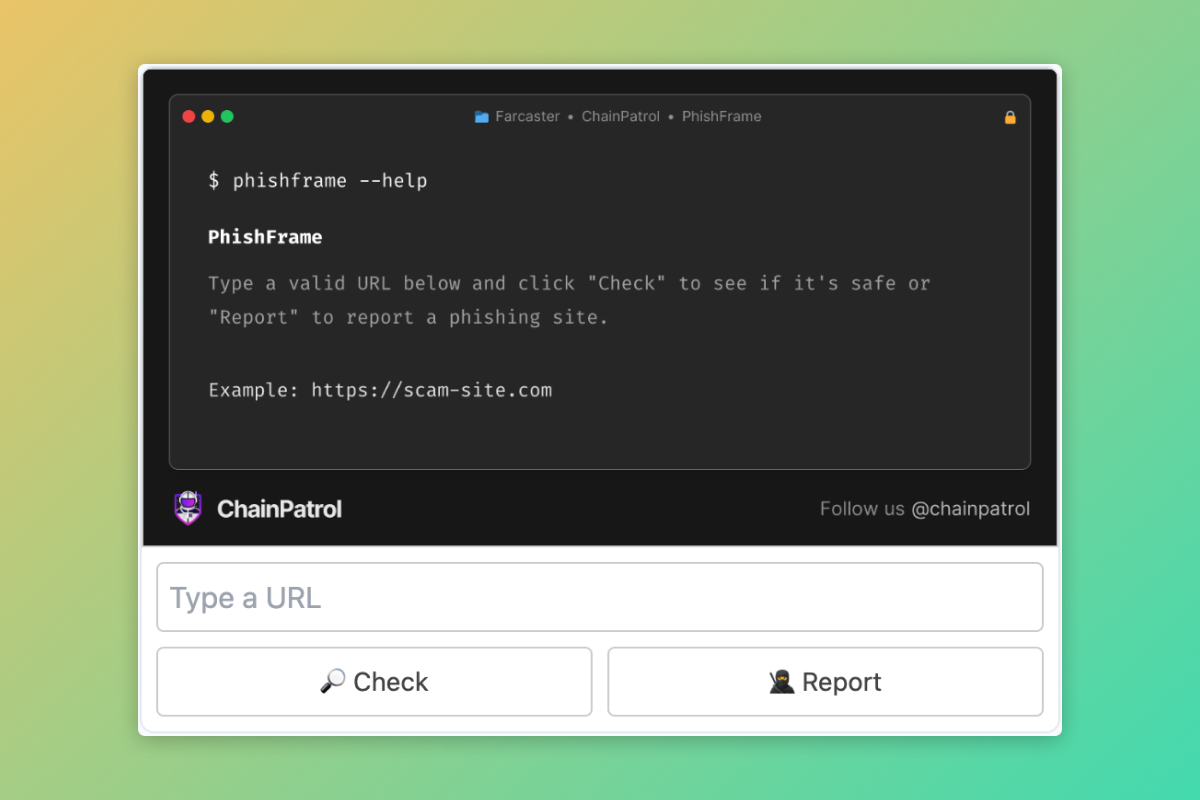 Farcaster • ChainPatrol • PhishFrame
$ phishframe --help
PhishFrame
Type a valid URL below and click "Check" to see if it's safe or
"Report" to report a phishing site.
Example: https://scam-site.com
ChainPatrol
Follow us @chainpatrol
Type a URL
Check
Report